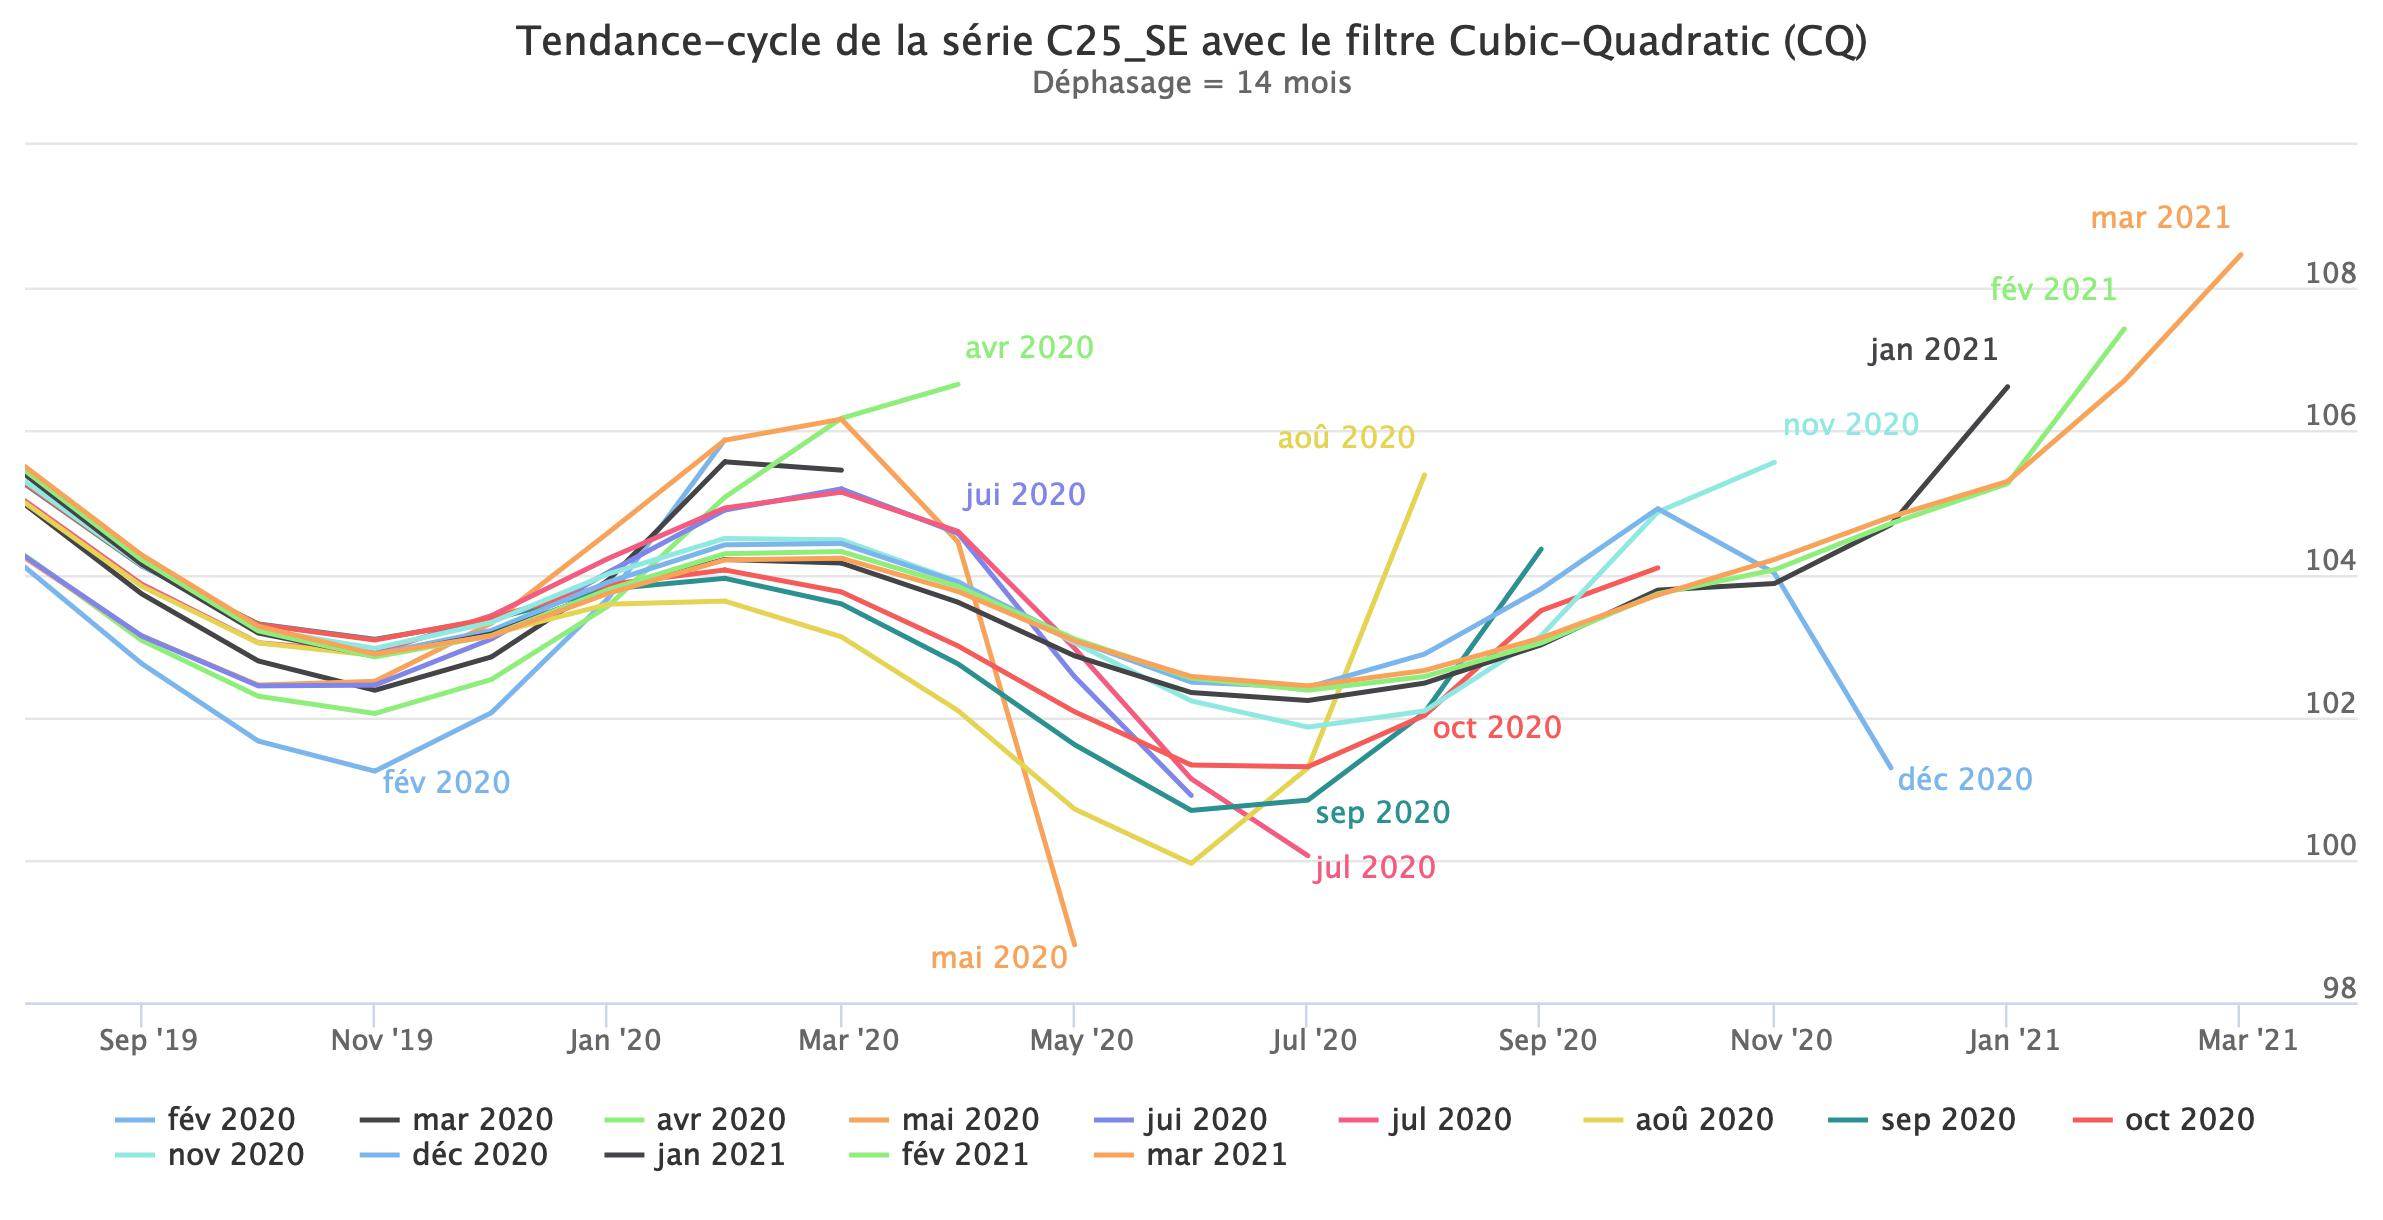 Tendance-cycle de la série C25_SE avec le filtre Cubic-Quadratic (CQ)
Déphasage = 14 mois
mar 2021
108
fév 2021
avr 2020
jan 2021
106
nov 2020
aoû 2020
jui 2020
104
102
oct 2020
fév 2020
déc 2020
sep 2020
100
jul 2020
mai 2020
98
Sep '19 Nov '19 Jan '20 Mar '20 May '20 Jul '20 Sep '20 Nov '20 Jan '21 Mar '21
fév 2020 mar 2020 avr 2020 mai 2020 jui 2020 jul 2020 aoû 2020 sep 2020 oct 2020
nov 2020 déc 2020 jan 2021 fév 2021 mar 2021